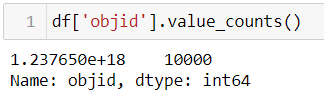 1 df['objid'].value_counts()
1.237650e+18    10000
Name: objid, dtype: int64